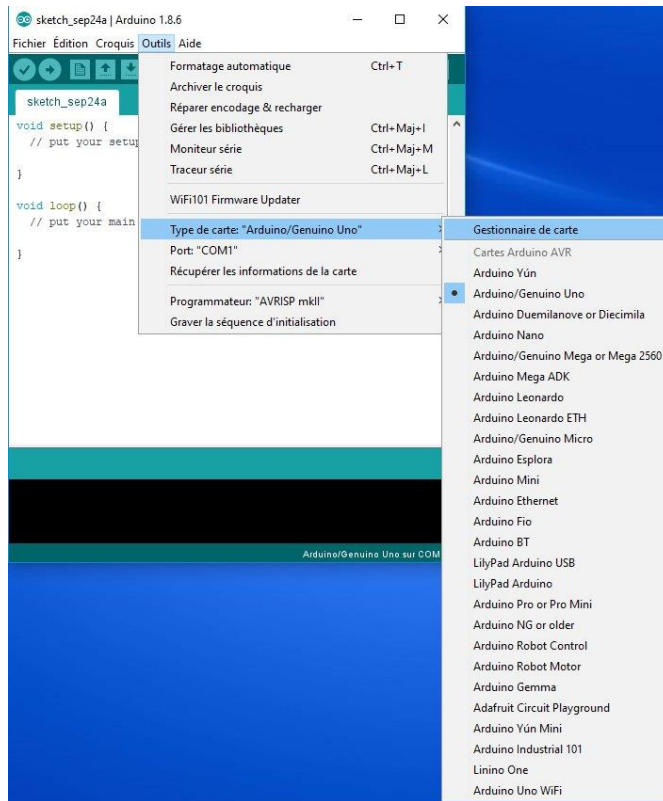 sketch_sep24a | Arduino 1.8.6
Fichier Édition Croquis Outils Aide
sketch_sep24a
void setup() {
// put your setup
}
void loop() {
// put your main
}
Formatage automatique Ctrl+T
Archiver le croquis
Réparer encodage & recharger
Gérer les bibliothèques Ctrl+Maj+I
Moniteur série Ctrl+Maj+M
Traceur série Ctrl+Maj+L
WiFi101 Firmware Updater
Type de carte: "Arduino/Genuino Uno"
Port: "COM1"
Récupérer les informations de la carte
Programmateur: "AVRISP mkII"
Graver la séquence d'initialisation
Gestionnaire de carte
Cartes Arduino AVR
Arduino Yún
Arduino/Genuino Uno
Arduino Duemilanove or Diecimila
Arduino Nano
Arduino/Genuino Mega or Mega 2560
Arduino Mega ADK
Arduino Leonardo
Arduino Leonardo ETH
Arduino/Genuino Micro
Arduino Esplora
Arduino Mini
Arduino Ethernet
Arduino Fio
Arduino BT
LilyPad Arduino USB
LilyPad Arduino
Arduino Pro or Pro Mini
Arduino NG or older
Arduino Robot Control
Arduino Robot Motor
Arduino Gemma
Adafruit Circuit Playground
Arduino Yún Mini
Arduino Industrial 101
Linino One
Arduino Uno WiFi
Arduino/Genuino Uno sur COM